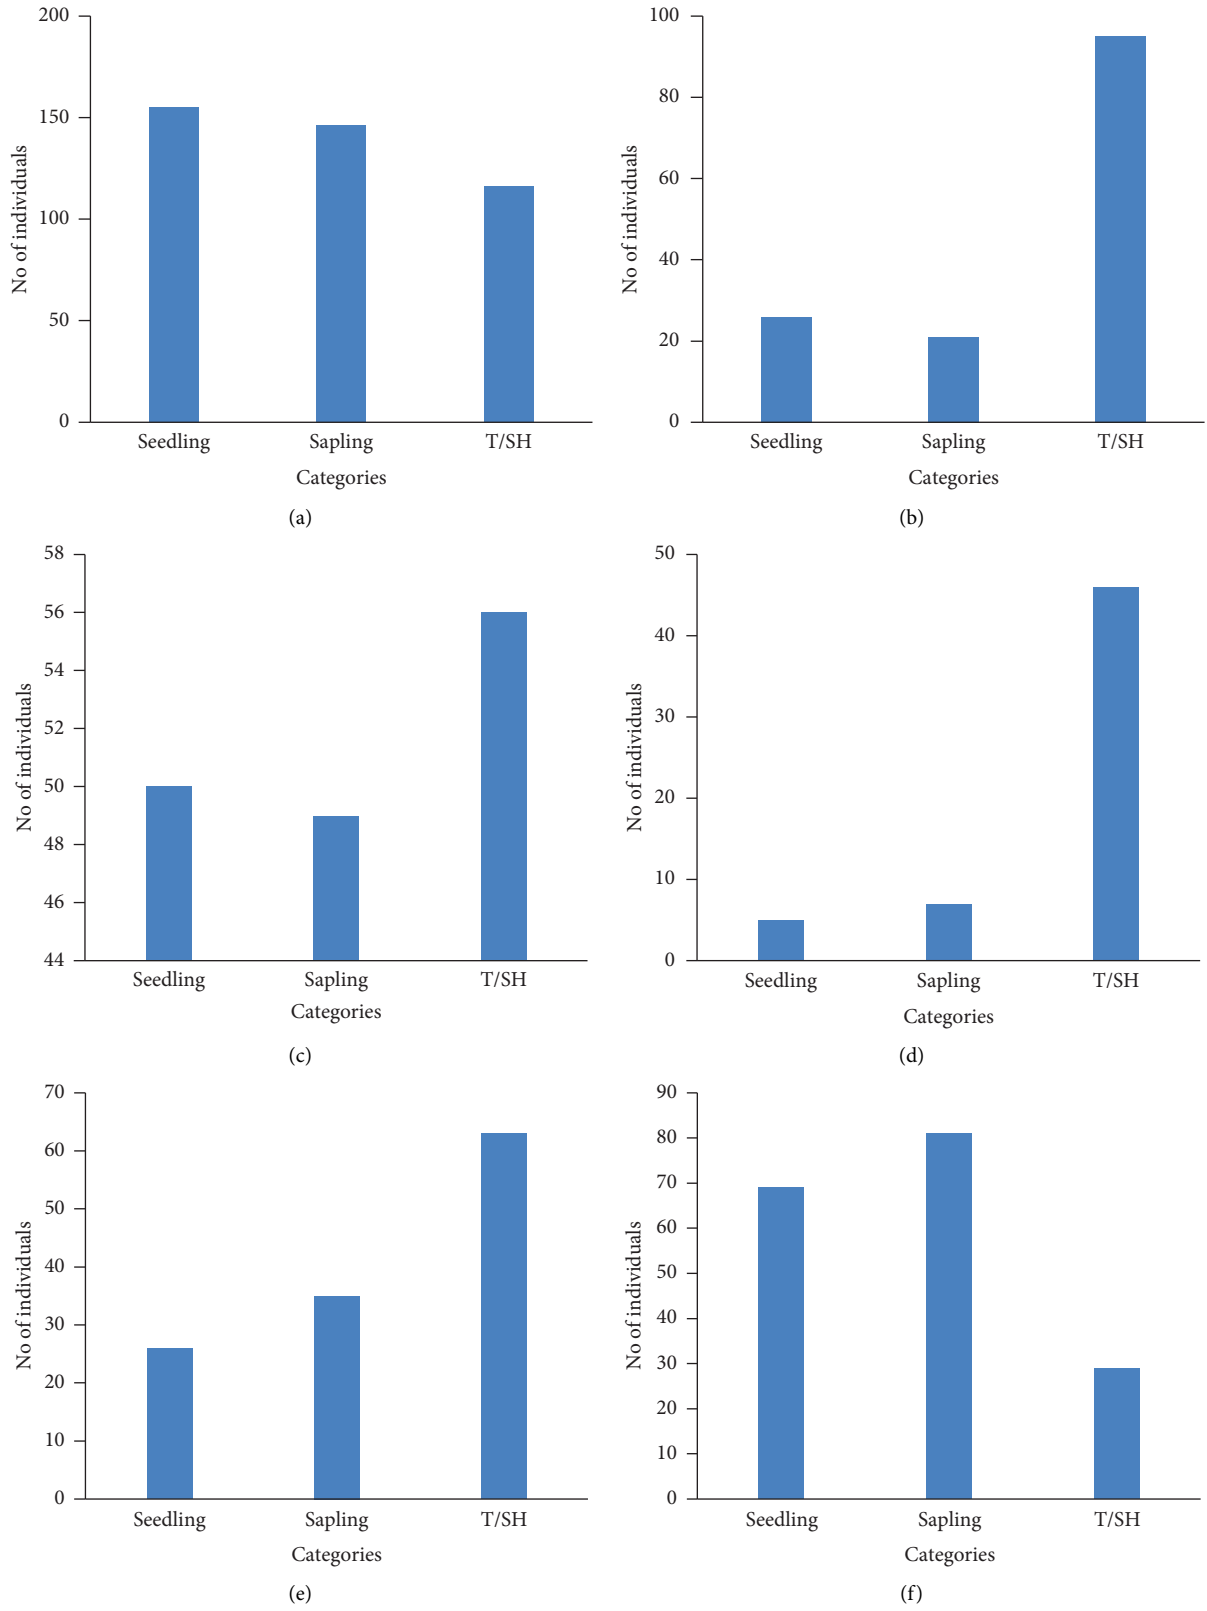 200
150
100
50
0
No of individuals
Seedling Sapling T/SH
Categories
(a)
100
80
60
40
20
0
No of individuals
Seedling Sapling T/SH
Categories
(b)
58
56
54
52
50
48
46
44
No of individuals
Seedling Sapling T/SH
Categories
(c)
50
40
30
20
10
0
No of individuals
Seedling Sapling T/SH
Categories
(d)
70
60
50
40
30
20
10
0
No of individuals
Seedling Sapling T/SH
Categories
(e)
90
80
70
60
50
40
30
20
10
0
No of individuals
Seedling Sapling T/SH
Categories
(f)